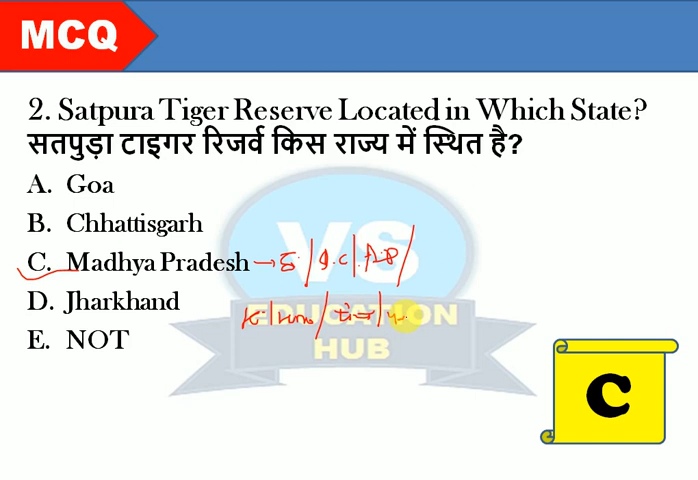 MCQ
2. Satpura Tiger Reserve Located in Which State?
सतपुड़ा टाइगर रिजर्व किस राज्य में स्थित है?
A. Goa
B. Chhattisgarh
C. Madhya Pradesh
D. Jharkhand
E. NOT
VS
EDUCATION
HUB
C